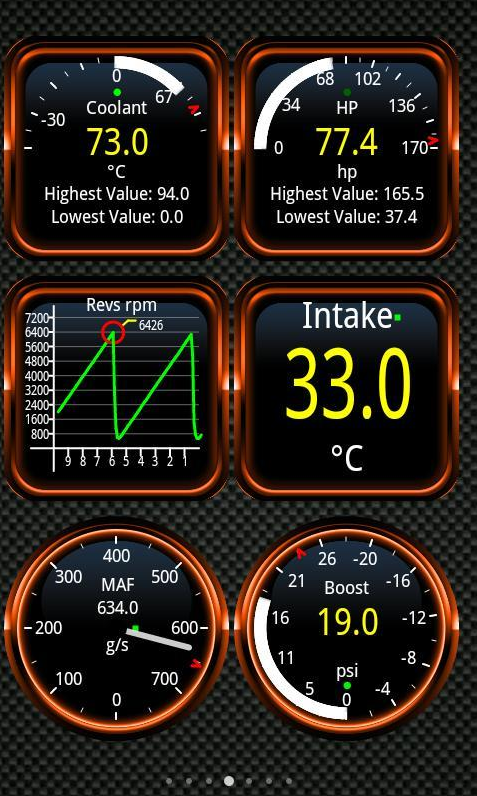 0
67
-30
Coolant
73.0
°C
Highest Value: 94.0
Lowest Value: 0.0
68 102
34 HP 136
77.4
0 170
hp
Highest Value: 165.5
Lowest Value: 37.4
Revs rpm
7200
6400
5600
4800
4000
3200
2400
1600
800
6426
9 8 7 6 5 4 3 2 1
Intake
33.0
°C
400
300 500
MAF
634.0
200 600
g/s
100 700
0
26 -20
21 -16
Boost
16 19.0 -12
11 -8
psi
5 -4
0